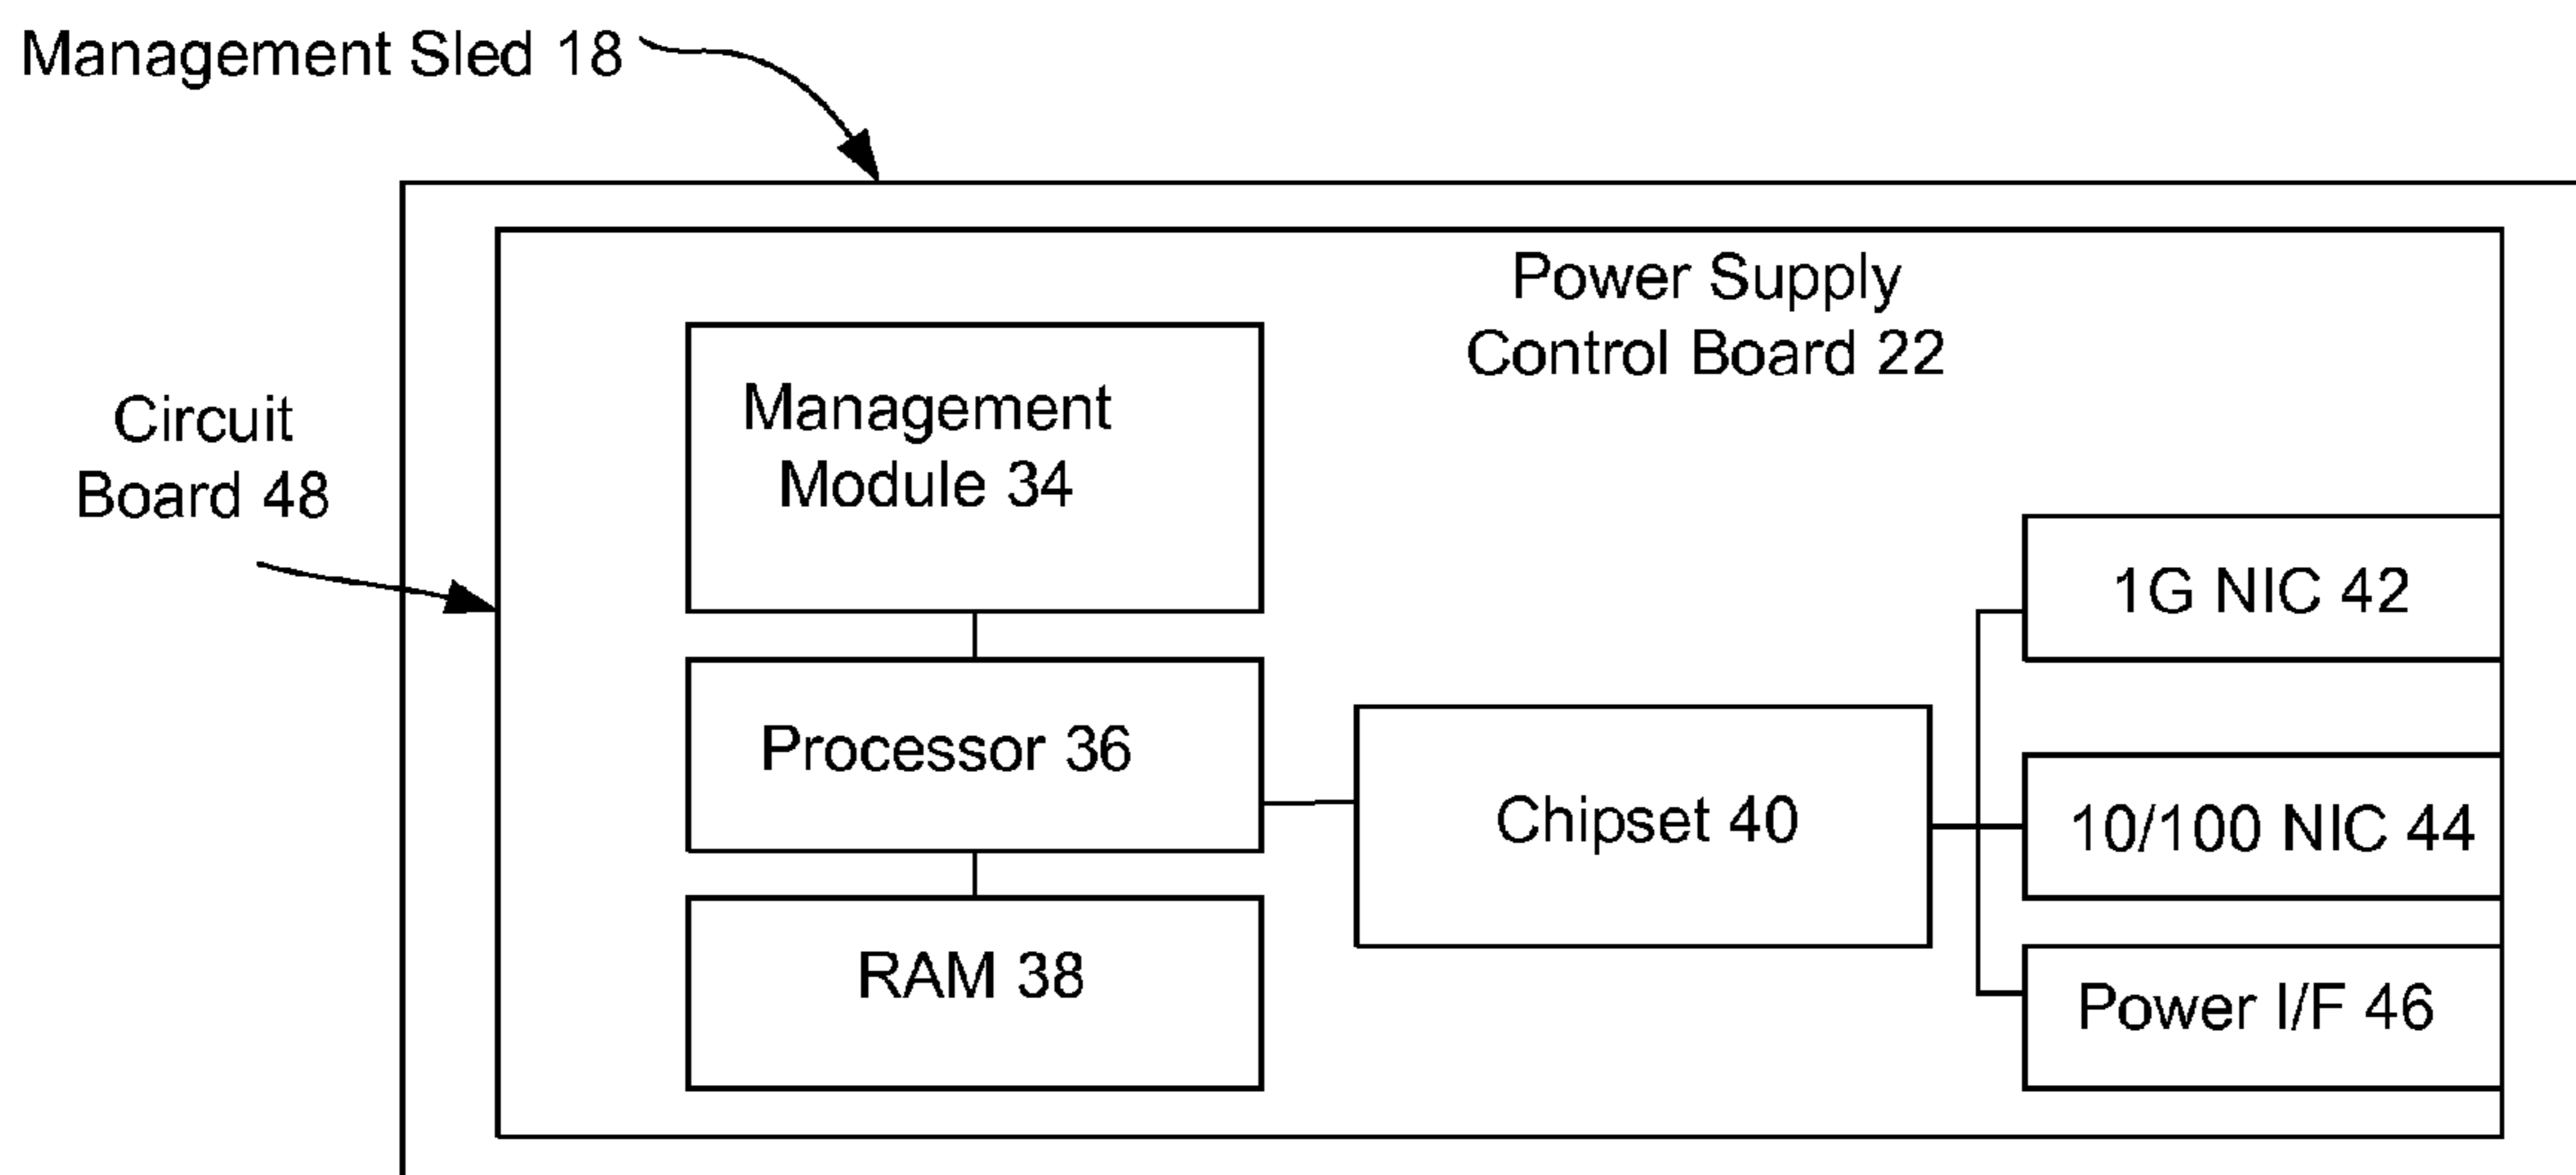 Management Sled 18
Power Supply
Control Board 22
Circuit
Board 48
Management
Module 34
1G NIC 42
Processor 36
Chipset 40
10/100 NIC 44
RAM 38
Power I/F 46